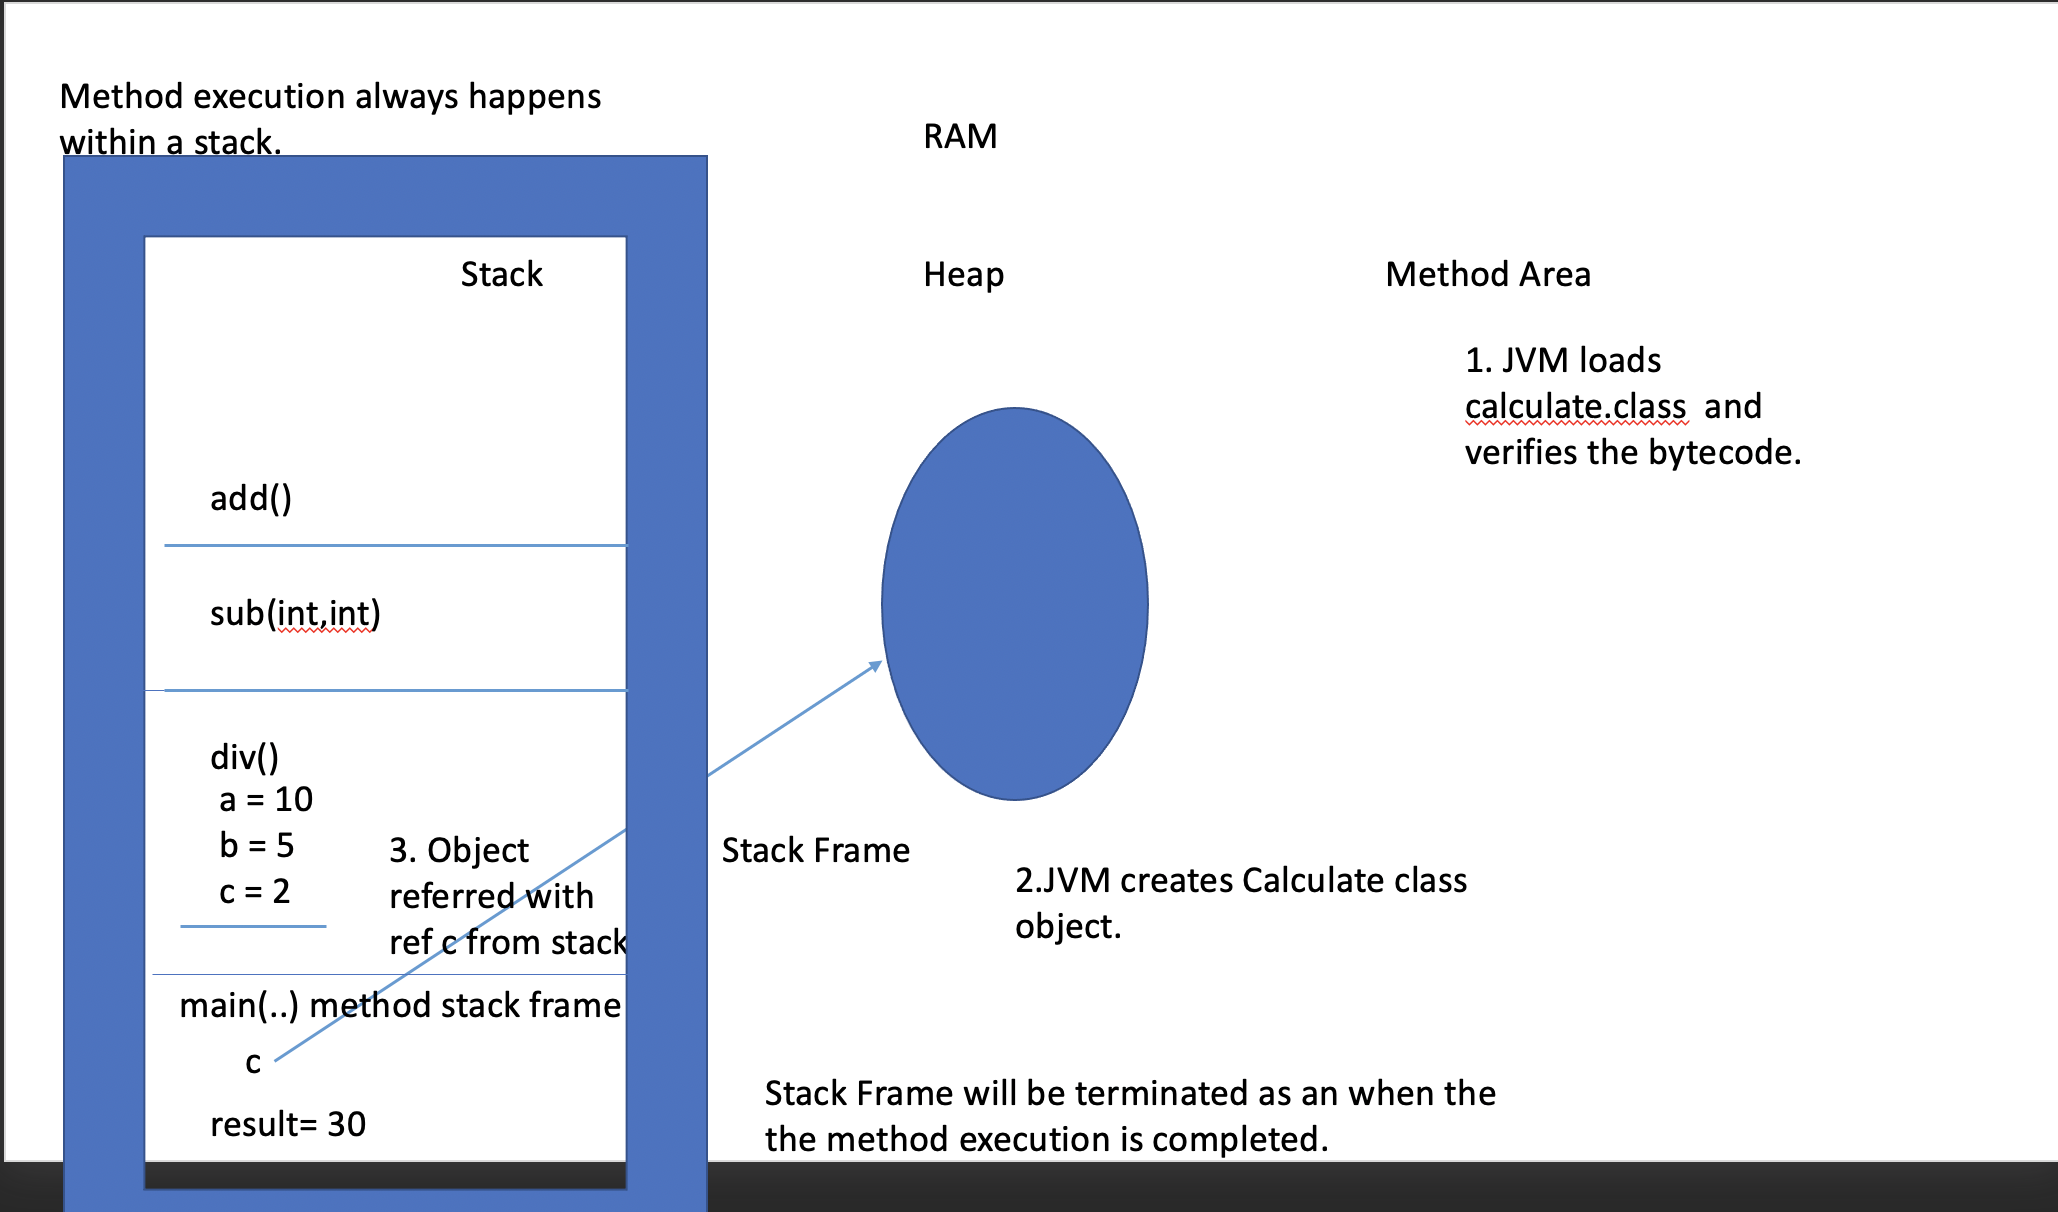 Method execution always happens
within a stack.
RAM
Stack
Heap
Method Area
1. JVM loads
calculate.class and
verifies the bytecode.
add()
sub(int,int)
div()
a = 10
b = 5
c = 2
3. Object
referred with
ref c from stack
Stack Frame
2.JVM creates Calculate class
object.
main(..) method stack frame
c
result= 30
Stack Frame will be terminated as an when the
the method execution is completed.